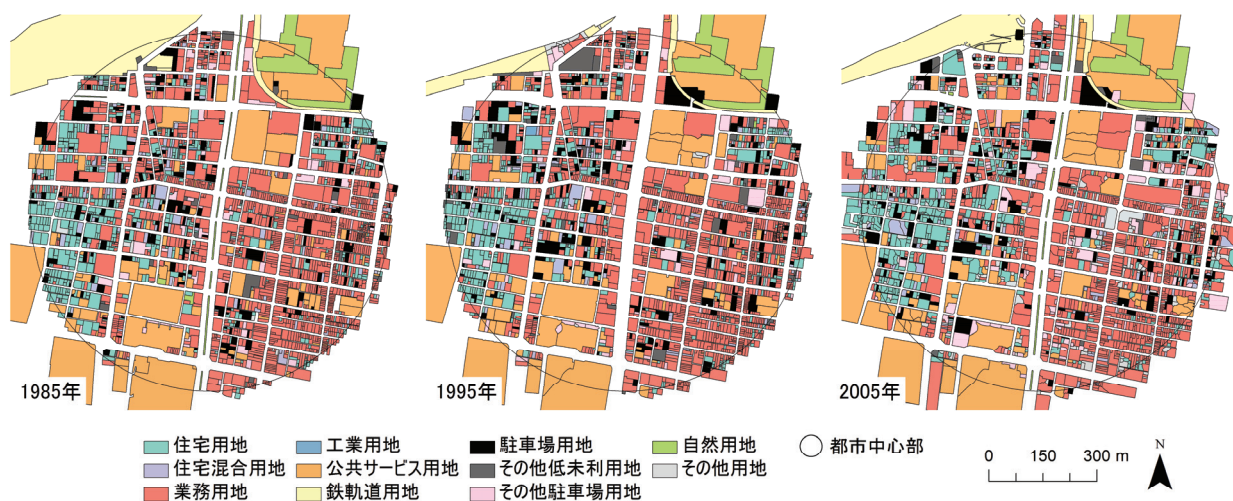 1985年
1995年
2005年
住宅用地
工業用地
駐車場用地
自然用地
都市中心部
住宅混合用地
公共サービス用地
その他低未利用地
その他用地
業務用地
鉄軌道用地
その他駐車場用地
0 150 300 m
N